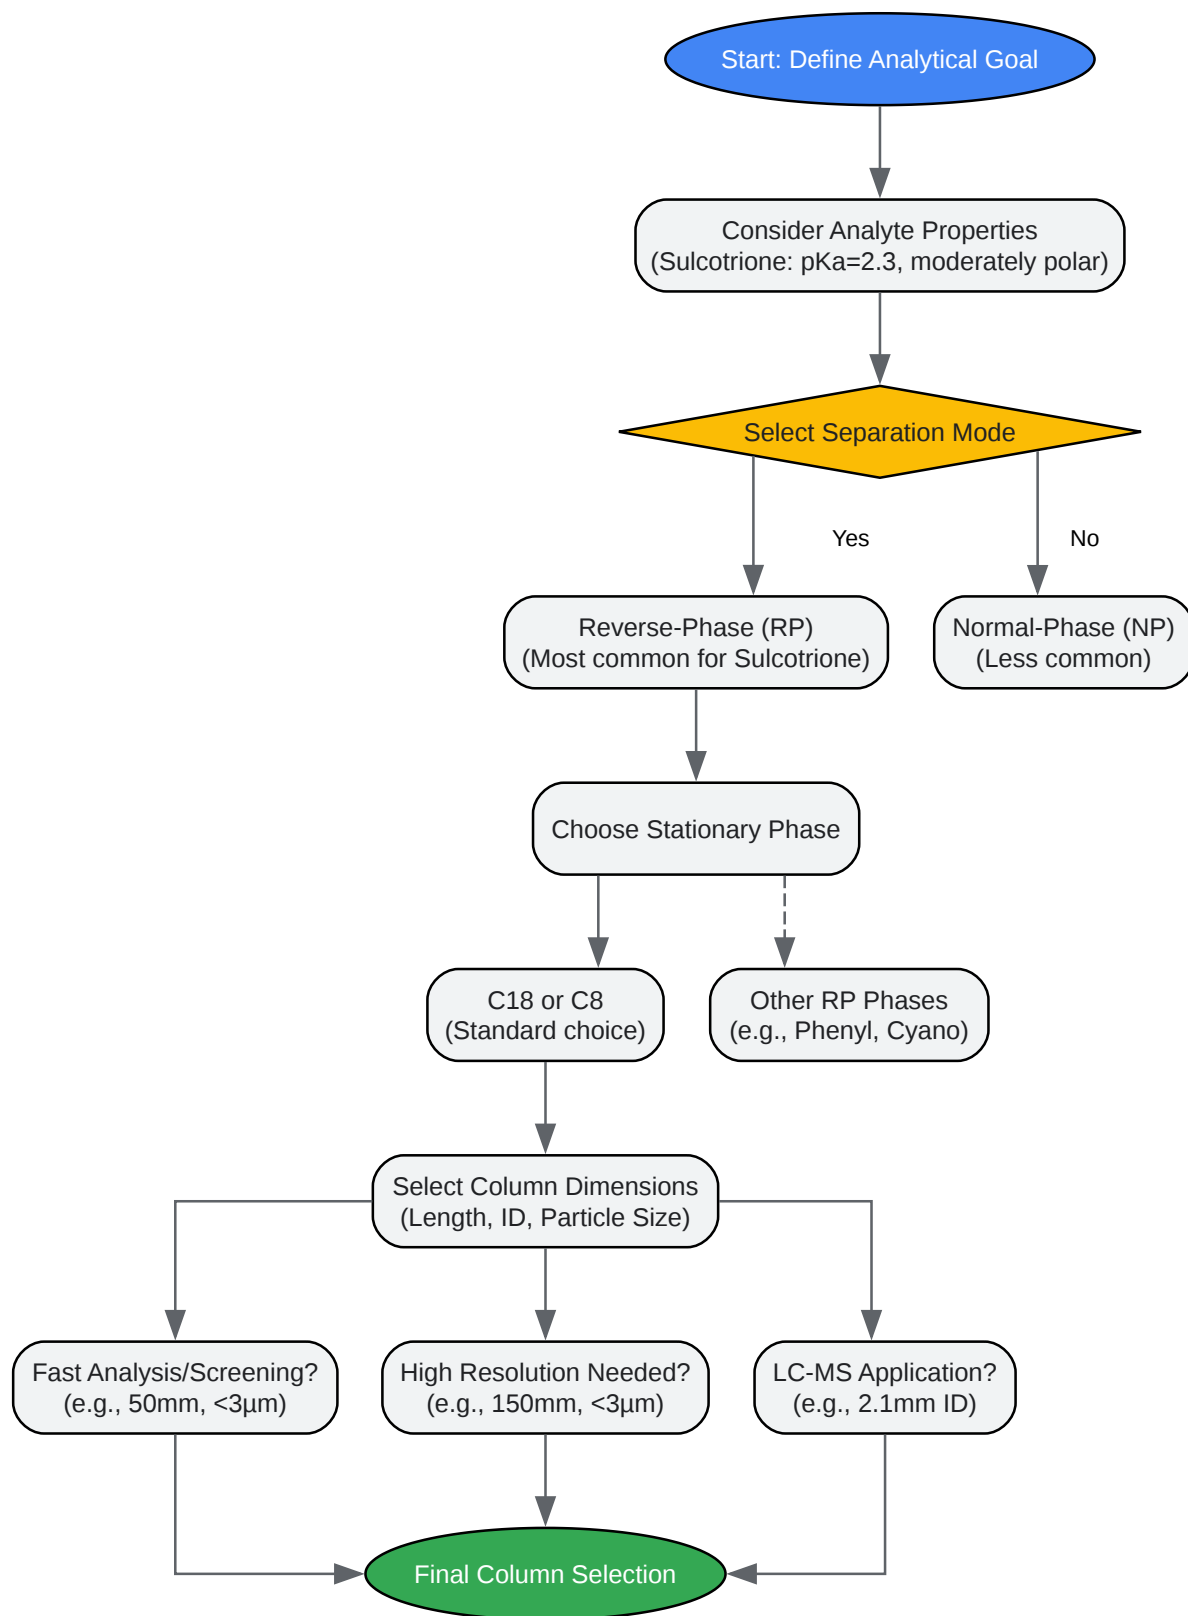 Start: Define Analytical Goal
Consider Analyte Properties
(Sulcotrione: pKa=2.3, moderately polar)
Select Separation Mode
Yes
No
Reverse-Phase (RP)
(Most common for Sulcotrione)
Normal-Phase (NP)
(Less common)
Choose Stationary Phase
C18 or C8
(Standard choice)
Other RP Phases
(e.g., Phenyl, Cyano)
Select Column Dimensions
(Length, ID, Particle Size)
Fast Analysis/Screening?
(e.g., 50mm, <3µm)
High Resolution Needed?
(e.g., 150mm, <3µm)
LC-MS Application?
(e.g., 2.1mm ID)
Final Column Selection